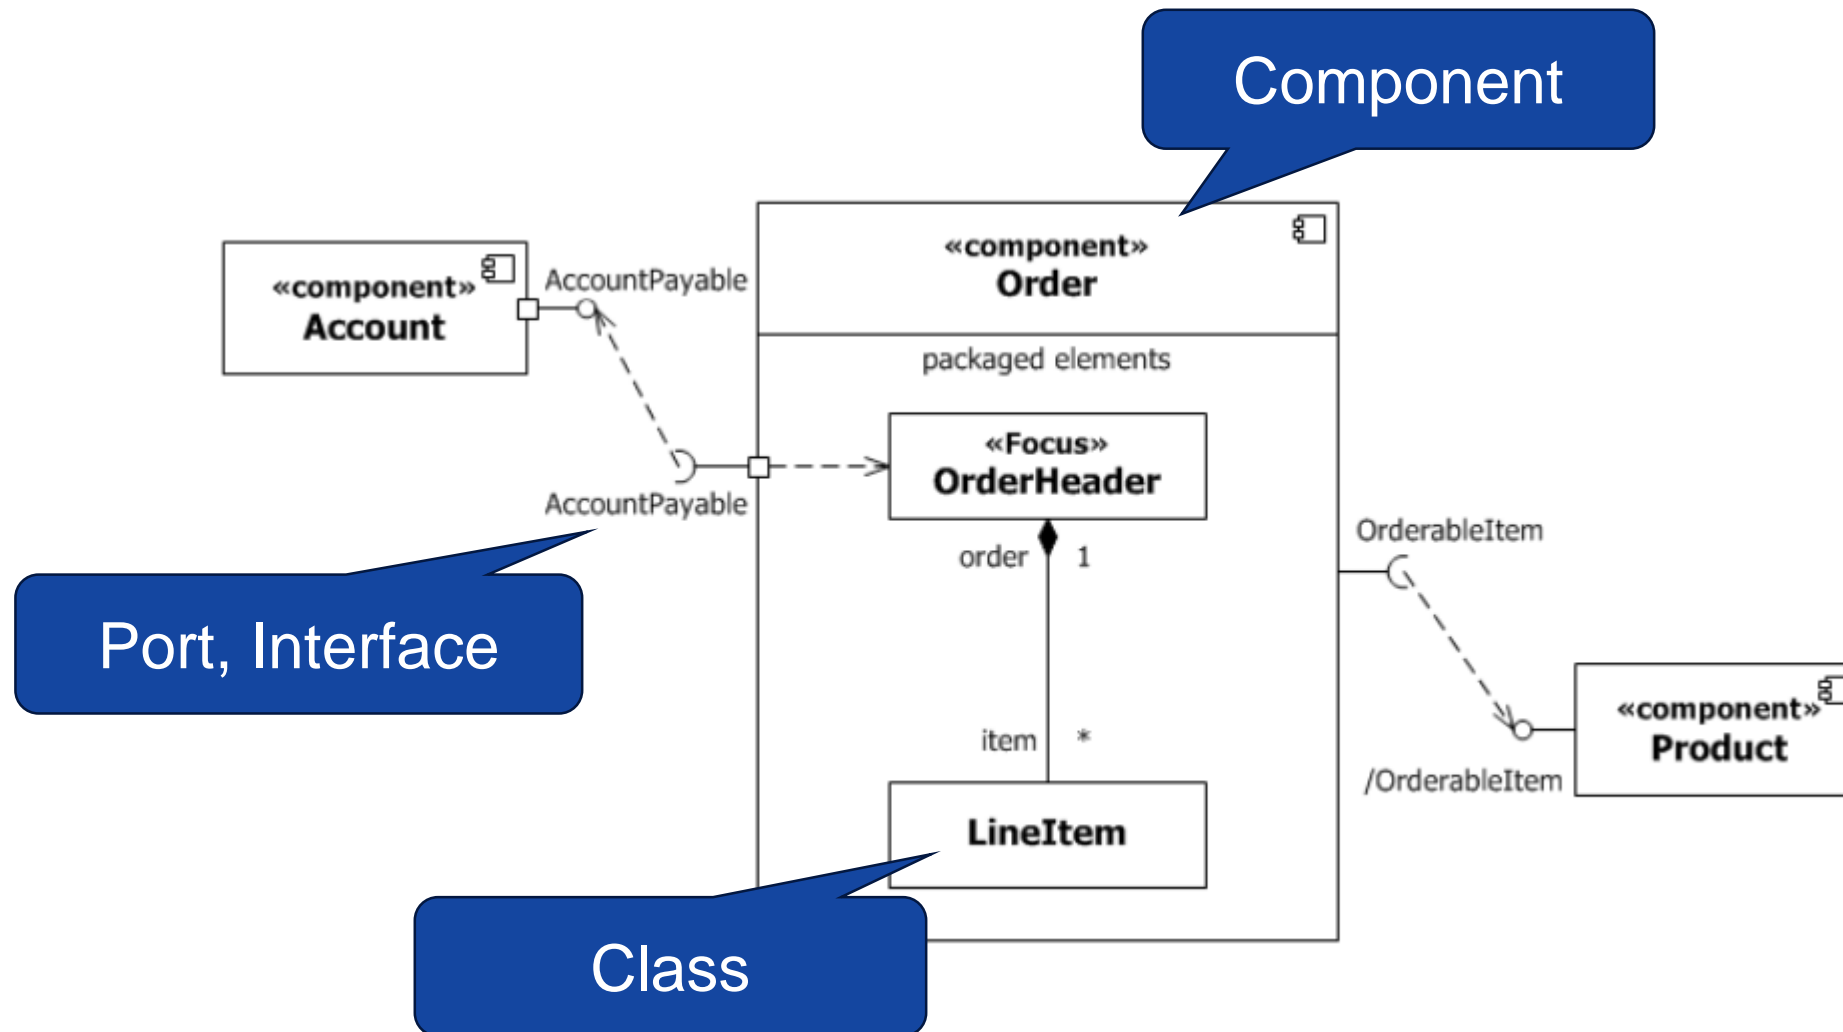 Component
«component»
Order
«component»
Account
AccountPayable
packaged elements
«Focus»
OrderHeader
AccountPayable
order 1
OrderableItem
Port, Interface
item *
«component»
Product
/OrderableItem
LineItem
Class